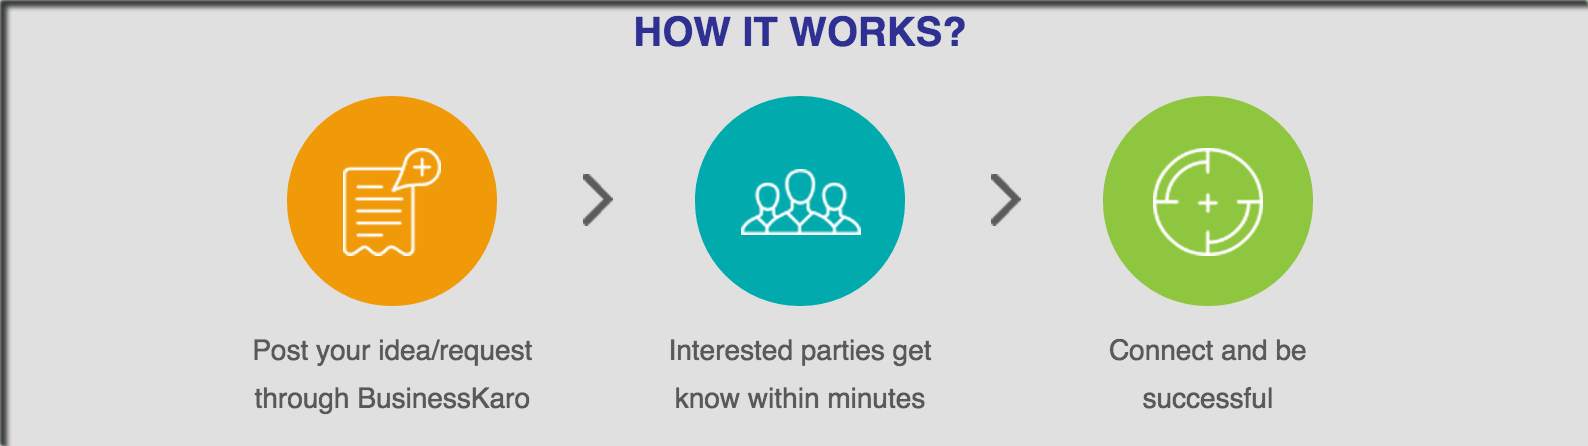 HOW IT WORKS?
Post your idea/request
through BusinessKaro
Interested parties get
know within minutes
Connect and be
successful